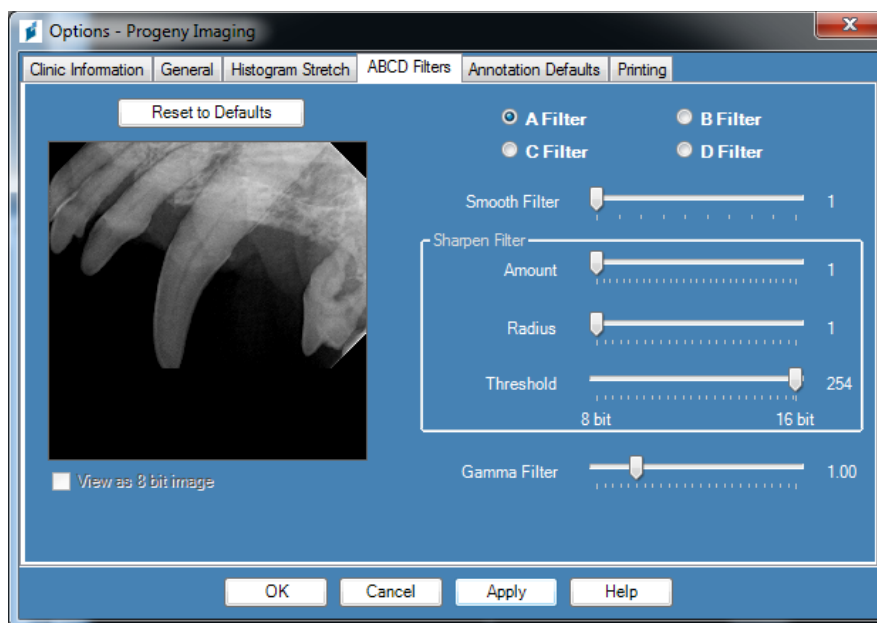 Options - Progeny Imaging
Clinic Information General Histogram Stretch ABCD Filters Annotation Defaults Printing
Reset to Defaults
A Filter B Filter
C Filter D Filter
Smooth Filter 1
Sharpen Filter
Amount 1
Radius 1
Threshold 254
8 bit 16 bit
View as 8 bit image
Gamma Filter 1.00
OK Cancel Apply Help